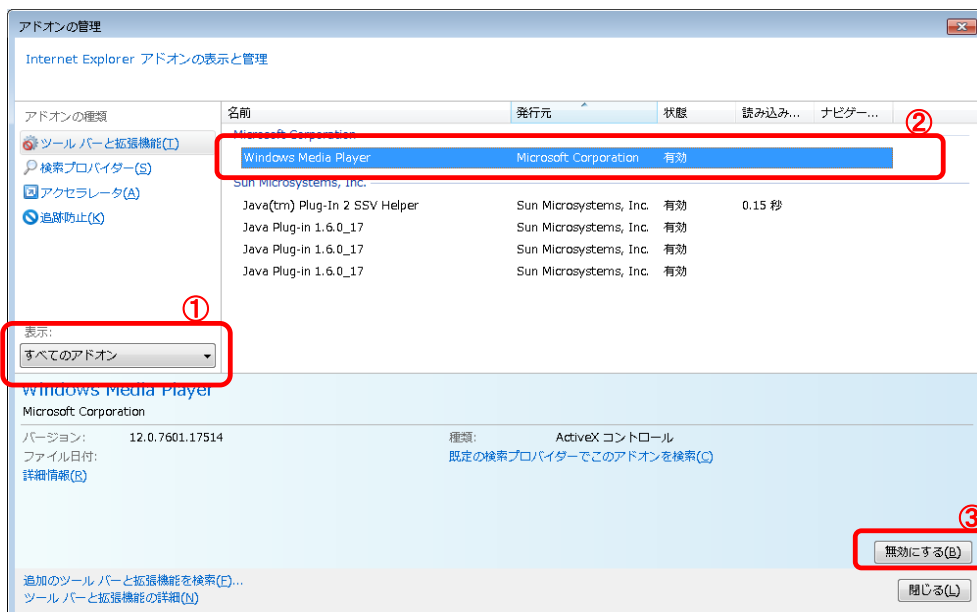 アドオンの管理
Internet Explorer アドオンの表示と管理
アドオンの種類
ツール バーと拡張機能(T)
検索プロバイダー(S)
アクセラレータ(A)
追跡防止(K)
①
表示:
すべてのアドオン
名前 発行元 状態 読み込み... ナビゲー...
②
Microsoft Corporation
Windows Media Player Microsoft Corporation 有効
Sun Microsystems, Inc.
Java(tm) Plug-In 2 SSV Helper Sun Microsystems, Inc. 有効 0.15 秒
Java Plug-in 1.6.0_17 Sun Microsystems, Inc. 有効
Java Plug-in 1.6.0_17 Sun Microsystems, Inc. 有効
Java Plug-in 1.6.0_17 Sun Microsystems, Inc. 有効
Windows Media Player
Microsoft Corporation
バージョン: 12.0.7601.17514
ファイル日付:
詳細情報(R)
種類: ActiveX コントロール
既定の検索プロバイダーでこのアドオンを検索(C)
③
無効にする(B)
追加のツール バーと拡張機能を検索(F)...
ツール バーと拡張機能の詳細(N)
閉じる(L)